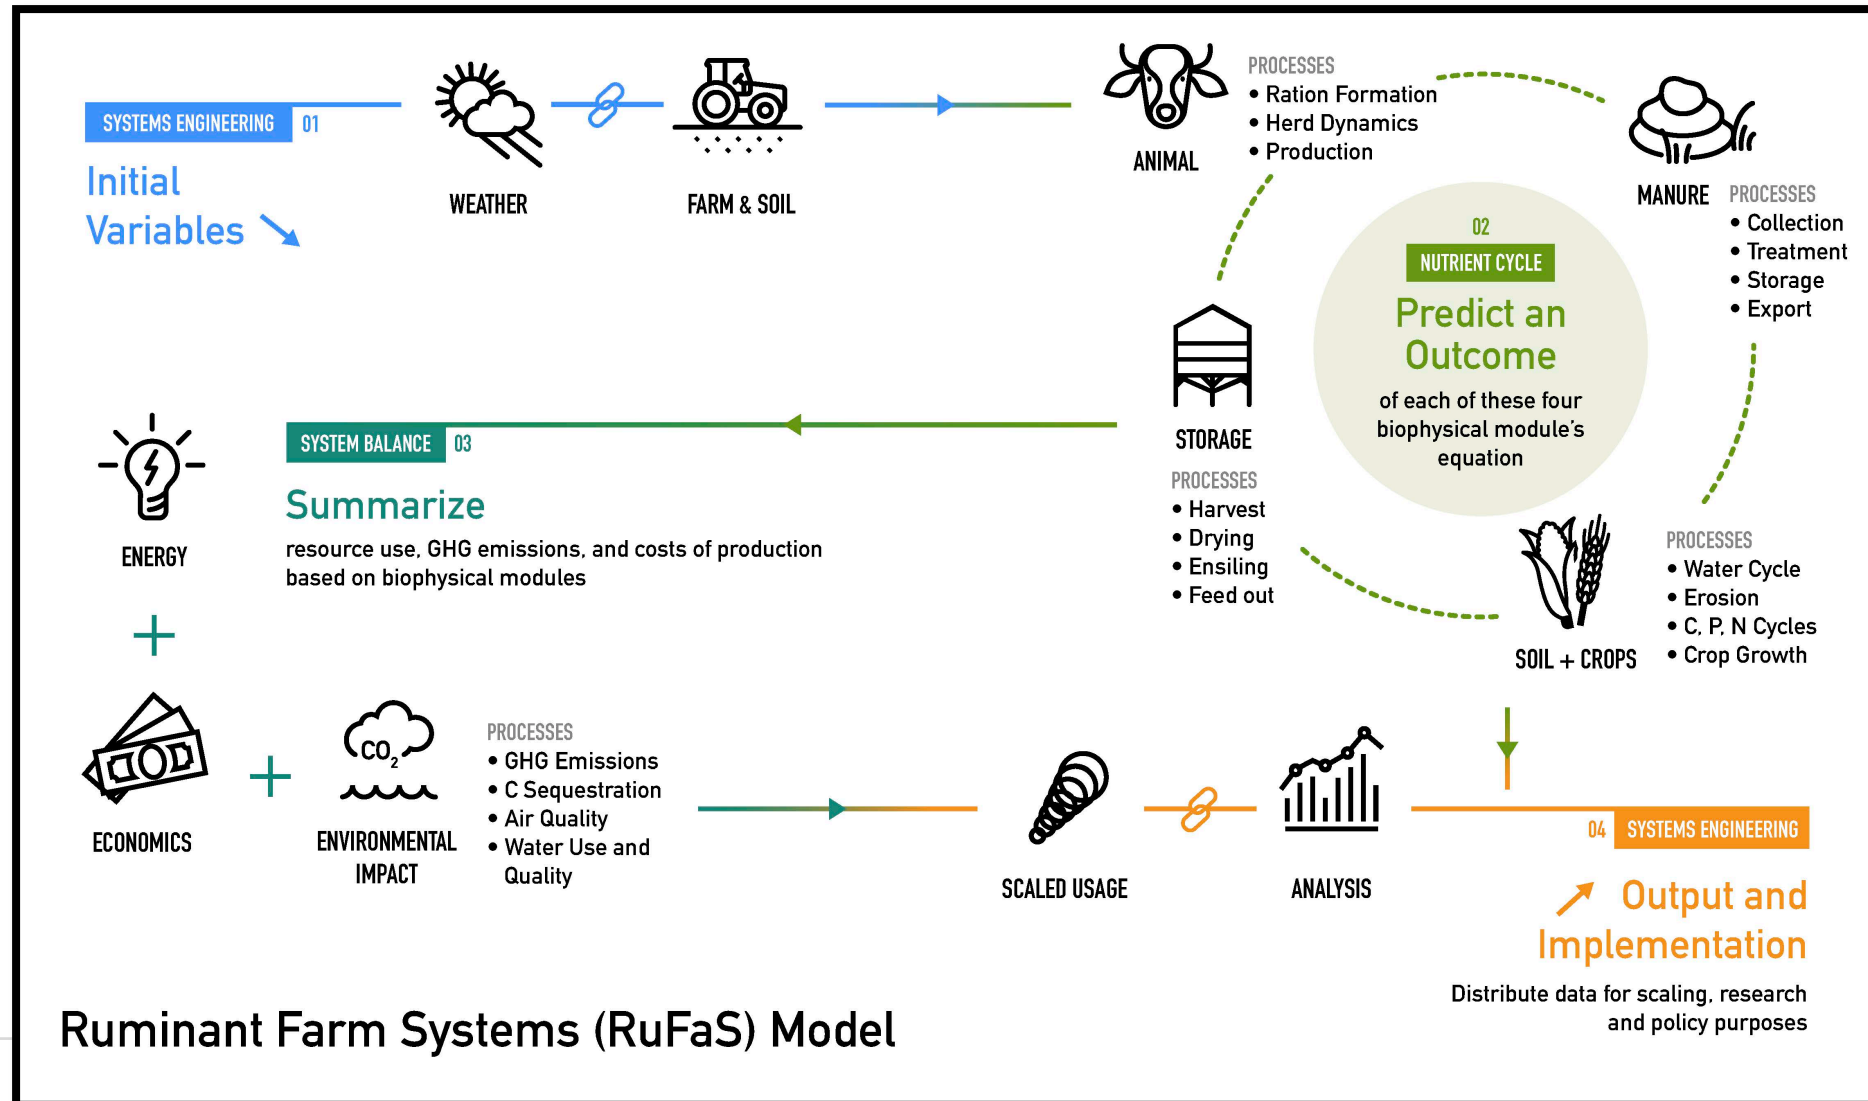 SYSTEMS ENGINEERING 01
Initial
Variables
WEATHER
FARM & SOIL
ANIMAL
PROCESSES
• Ration Formation
• Herd Dynamics
• Production
MANURE
PROCESSES
• Collection
• Treatment
• Storage
• Export
02
NUTRIENT CYCLE
Predict an
Outcome
of each of these four
biophysical module's
equation
STORAGE
PROCESSES
• Harvest
• Drying
• Ensiling
• Feed out
SOIL + CROPS
PROCESSES
• Water Cycle
• Erosion
• C, P, N Cycles
• Crop Growth
SYSTEM BALANCE 03
Summarize
resource use, GHG emissions, and costs of production
based on biophysical modules
ENERGY
+
ECONOMICS
+
CO₂
ENVIRONMENTAL
IMPACT
PROCESSES
• GHG Emissions
• C Sequestration
• Air Quality
• Water Use and
Quality
SCALED USAGE
ANALYSIS
04 SYSTEMS ENGINEERING
Output and
Implementation
Distribute data for scaling, research
and policy purposes
Ruminant Farm Systems (RuFaS) Model